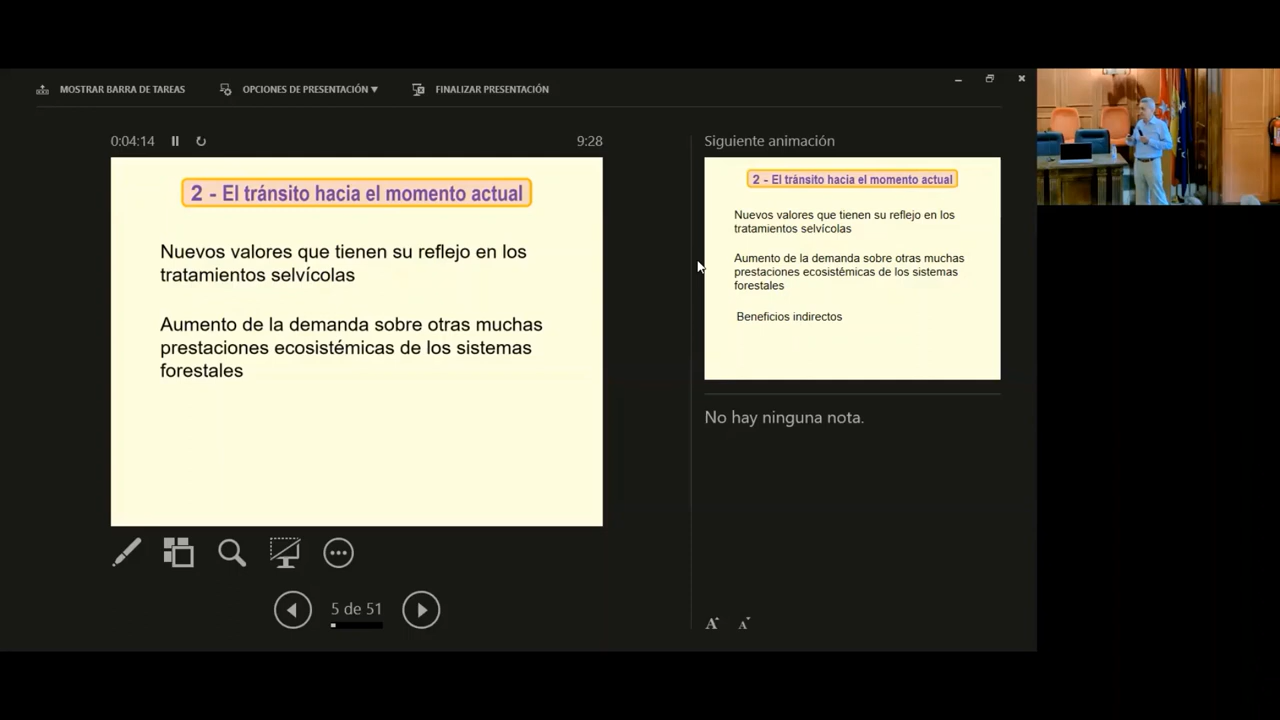 MOSTRAR BARRA DE TAREAS
OPCIONES DE PRESENTACIÓN ▼
FINALIZAR PRESENTACIÓN
0:04:14
9:28
2 - El tránsito hacia el momento actual
Nuevos valores que tienen su reflejo en los
tratamientos selvícolas
Aumento de la demanda sobre otras muchas
prestaciones ecosistémicas de los sistemas
forestales
5 de 51
Siguiente animación
2 - El tránsito hacia el momento actual
Nuevos valores que tienen su reflejo en los
tratamientos selvícolas
Aumento de la demanda sobre otras muchas
prestaciones ecosistémicas de los sistemas
forestales
Beneficios indirectos
No hay ninguna nota.
A A